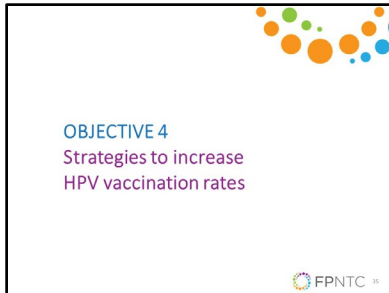 OBJECTIVE 4
Strategies to increase
HPV vaccination rates
FPNTC 35